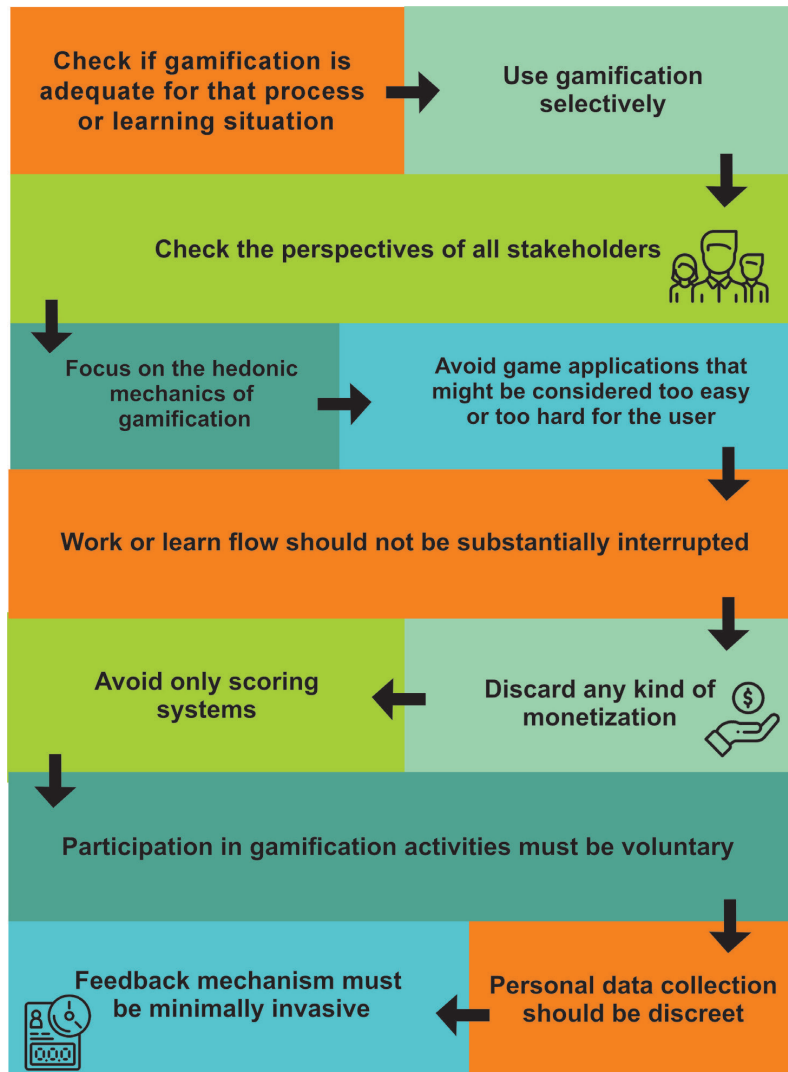 Check if gamification is
adequate for that process
or learning situation
Use gamification
selectively
Check the perspectives of all stakeholders
Focus on the hedonic
mechanics of
gamification
Avoid game applications that
might be considered too easy
or too hard for the user
Work or learn flow should not be substantially interrupted
Discard any kind of
monetization
$
Avoid only scoring
systems
Participation in gamification activities must be voluntary
Personal data collection
should be discreet
Feedback mechanism must
be minimally invasive
000